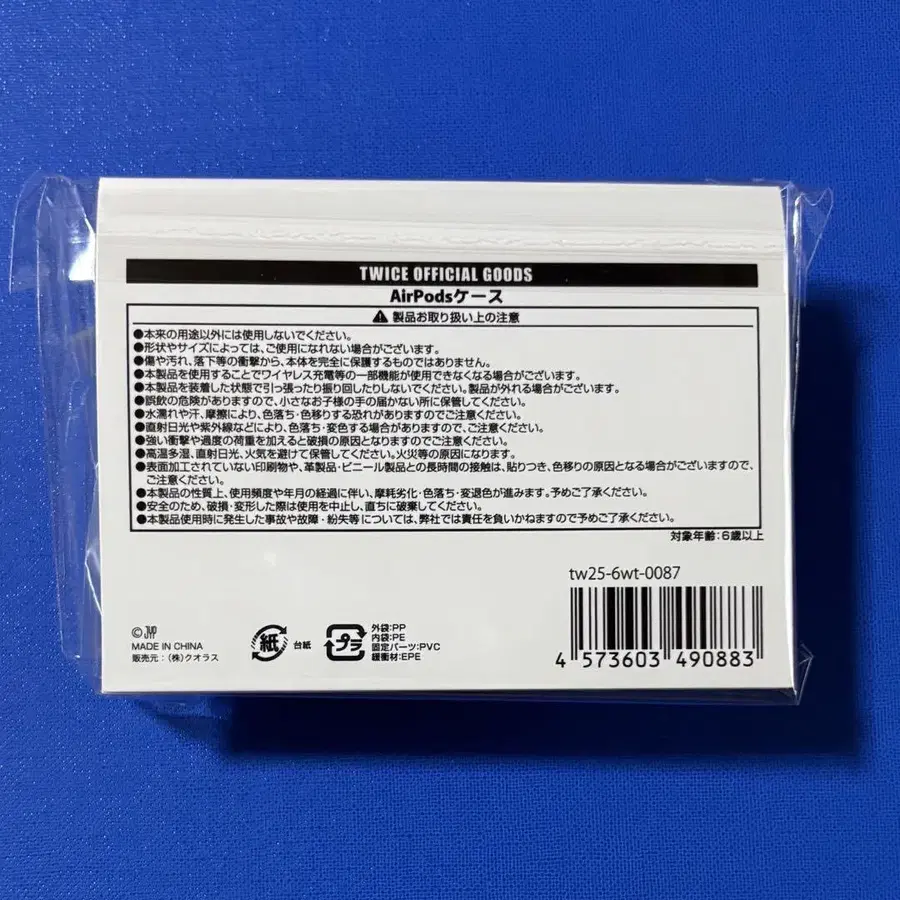 TWICE OFFICIAL GOODS
AirPodsケース
⚠ 製品お取り扱い上の注意
●本来の用途以外には使用しないでください。
●形状やサイズによっては、ご使用になれない場合がございます。
●傷や汚れ、落下等の衝撃から、本体を完全に保護するものではありません。
●本製品を使用することでワイヤレス充電等の一部機能が使用できなくなる場合がございます。
●本製品を装着した状態で引っ張ったり振り回したりしないでください。製品が外れる場合がございます。
●誤飲の危険がありますので、小さなお子様の手の届かない所に保管してください。
●水濡れや汗、摩擦により、色落ち・色移りする恐れがありますのでご注意ください。
●直射日光や紫外線などにより、色落ち・変色する場合がありますので、ご注意ください。
●強い衝撃や過度の荷重を加えると破損の原因となりますのでご注意ください。
●高温多湿、直射日光、火気を避けて保管してください。火災等の原因になります。
●表面加工されていない印刷物や、革製品・ビニール製品との長時間の接触は、貼りつき、色移りの原因となる場合がございますので、
ご注意ください。
●本製品の性質上、使用頻度や年月の経過に伴い、摩耗劣化・色落ち・変退色が進みます。予めご了承ください。
●安全のため、破損・変形した際は使用を中止し、直ちに破棄してください。
●本製品使用時に発生した事故や故障・紛失等については、弊社では責任を負いかねますので予めご了承ください。
対象年齢:6歳以上
tw25-6wt-0087
© JYP
MADE IN CHINA
販売元:(株)クオラス
紙 台紙
プラ
外袋:PP
内袋:PE
固定パーツ:PVC
緩衝材:EPE
4 573603 490883